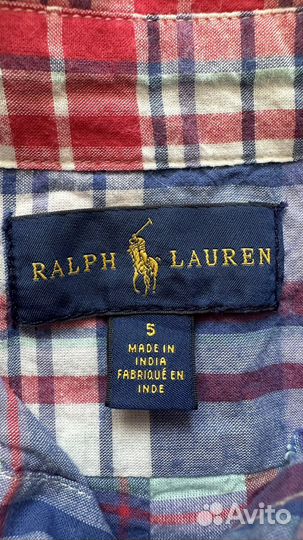 RALPH LAUREN
5
MADE IN
INDIA
FABRIQUÉ EN
INDE
Avito